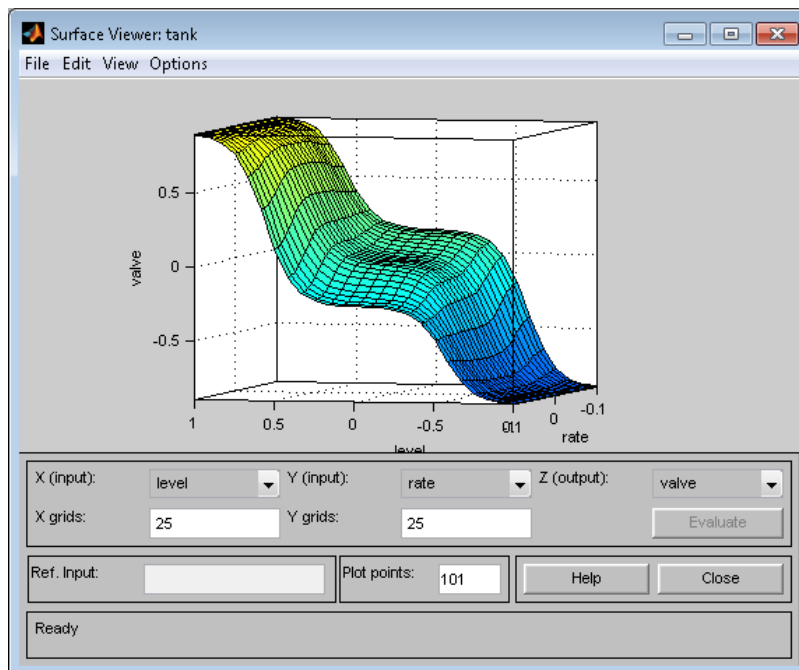 Surface Viewer: tank
File Edit View Options
0.5
0
-0.5
valve
1 0.5 0 -0.5
0 -0.1
level
rate
X (input): level Y (input): rate Z (output): valve
X grids: 25 Y grids: 25 Evaluate
Ref. Input: Plot points: 101 Help Close
Ready